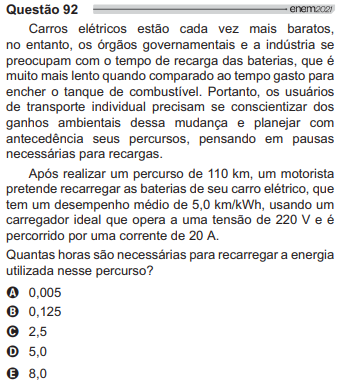 Questão 92 enem2021
Carros elétricos estão cada vez mais baratos,
no entanto, os órgãos governamentais e a indústria se
preocupam com o tempo de recarga das baterias, que é
muito mais lento quando comparado ao tempo gasto para
encher o tanque de combustível. Portanto, os usuários
de transporte individual precisam se conscientizar dos
ganhos ambientais dessa mudança e planejar com
antecedência seus percursos, pensando em pausas
necessárias para recargas.
Após realizar um percurso de 110 km, um motorista
pretende recarregar as baterias de seu carro elétrico, que
tem um desempenho médio de 5,0 km/kWh, usando um
carregador ideal que opera a uma tensão de 220 V e é
percorrido por uma corrente de 20 A.
Quantas horas são necessárias para recarregar a energia
utilizada nesse percurso?
A 0,005
B 0,125
C 2,5
D 5,0
E 8,0